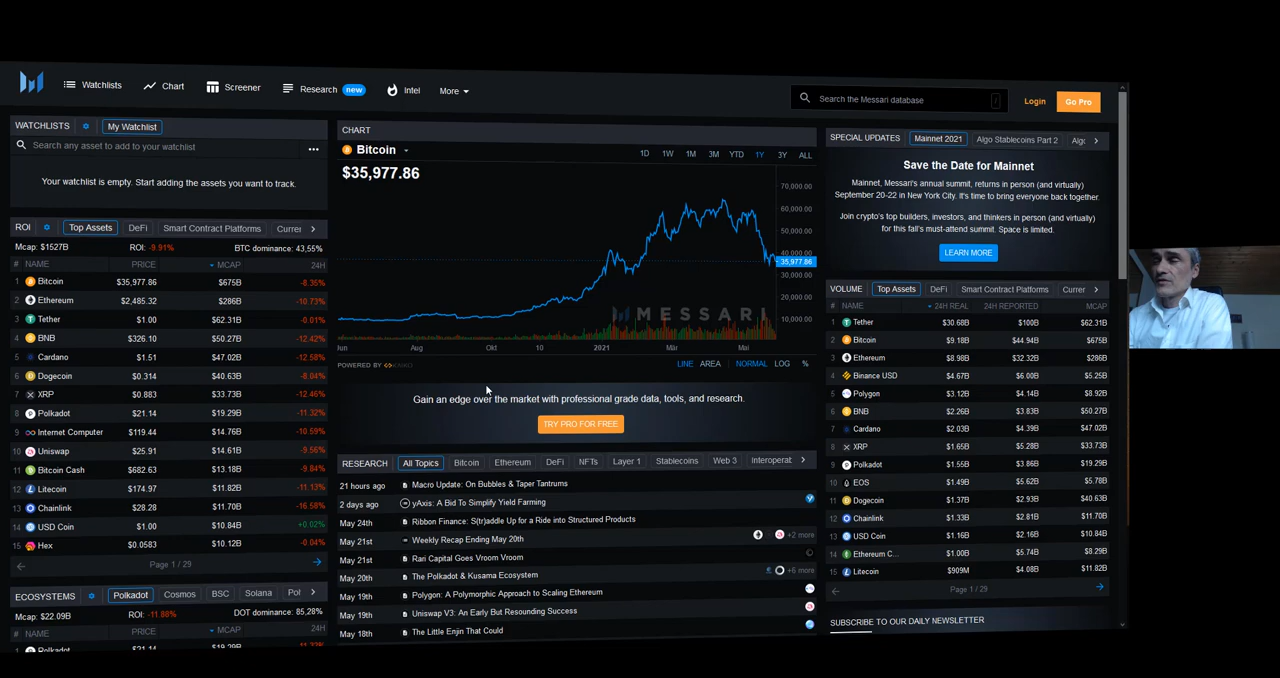 Watchlists
Chart
Screener
Research new
Intel
More
Search the Messari database /
Login
Go Pro
WATCHLISTS My Watchlist
Search any asset to add to your watchlist ...
Your watchlist is empty. Start adding the assets you want to track.
ROI Top Assets DeFi Smart Contract Platforms Currer
Mcap: $1527B ROI: -9.91% BTC dominance: 43,55%
# NAME PRICE MCAP 24H
1 Bitcoin $35,977.86 $675B -8.35%
2 Ethereum $2,485.32 $286B -10.73%
3 Tether $1.00 $62.31B -0.01%
4 BNB $326.10 $50.27B -12.42%
5 Cardano $1.51 $47.02B -12.58%
6 Dogecoin $0.314 $40.63B -8.04%
7 XRP $0.883 $33.73B -12.46%
8 Polkadot $21.14 $19.29B -11.32%
9 Internet Computer $119.44 $14.76B -10.59%
10 Uniswap $25.91 $14.61B -9.56%
11 Bitcoin Cash $682.63 $13.18B -9.84%
12 Litecoin $174.97 $11.82B -11.13%
13 Chainlink $28.28 $11.70B -16.58%
14 USD Coin $1.00 $10.84B +0.02%
15 Hex $0.0583 $10.12B -0.04%
Page 1 / 29
ECOSYSTEMS Polkadot Cosmos BSC Solana Pol
Mcap: $22.09B ROI: -11.88% DOT dominance: 85,28%
# NAME PRICE MCAP 24H
1 Polkadot $21.14 $19.29B -11.32%
CHART
Bitcoin
1D 1W 1M 3M YTD 1Y 3Y ALL
$35,977.86
70,000.00
60,000.00
50,000.00
40,000.00
35,977.86
30,000.00
20,000.00
10,000.00
MESSARI
Jun Aug Okt 10 2021 Mär Mai
POWERED BY KAIKO
LINE AREA NORMAL LOG %
Gain an edge over the market with professional grade data, tools, and research.
TRY PRO FOR FREE
RESEARCH All Topics Bitcoin Ethereum DeFi NFTs Layer 1 Stablecoins Web 3 Interoperat
21 hours ago Macro Update: On Bubbles & Taper Tantrums
2 days ago yAxis: A Bid To Simplify Yield Farming
May 24th Ribbon Finance: S(tr)addle Up for a Ride into Structured Products
May 21st Weekly Recap Ending May 20th +2 more
May 21st Rari Capital Goes Vroom Vroom
May 20th The Polkadot & Kusama Ecosystem +6 more
May 19th Polygon: A Polymorphic Approach to Scaling Ethereum
May 19th Uniswap V3: An Early But Resounding Success
May 18th The Little Enjin That Could
SPECIAL UPDATES Mainnet 2021 Algo Stablecoins Part 2 Algc
Save the Date for Mainnet
Mainnet, Messari's annual summit, returns in person (and virtually)
September 20-22 in New York City. It's time to bring everyone back together.
Join crypto's top builders, investors, and thinkers in person (and virtually)
for this fall's must-attend summit. Space is limited.
LEARN MORE
VOLUME Top Assets DeFi Smart Contract Platforms Currer
# NAME 24H REAL 24H REPORTED MCAP
1 Tether $30.68B $100B $62.31B
2 Bitcoin $9.18B $44.94B $675B
3 Ethereum $8.98B $32.32B $286B
4 Binance USD $4.67B $6.00B $5.25B
5 Polygon $3.12B $4.14B $8.92B
6 BNB $2.26B $3.83B $50.27B
7 Cardano $2.03B $4.39B $47.02B
8 XRP $1.65B $5.28B $33.73B
9 Polkadot $1.55B $3.86B $19.29B
10 EOS $1.49B $5.62B $5.78B
11 Dogecoin $1.37B $2.93B $40.63B
12 Chainlink $1.33B $2.81B $11.70B
13 USD Coin $1.16B $2.16B $10.84B
14 Ethereum C... $1.00B $5.74B $8.29B
15 Litecoin $909M $4.08B $11.82B
Page 1 / 29
SUBSCRIBE TO OUR DAILY NEWSLETTER